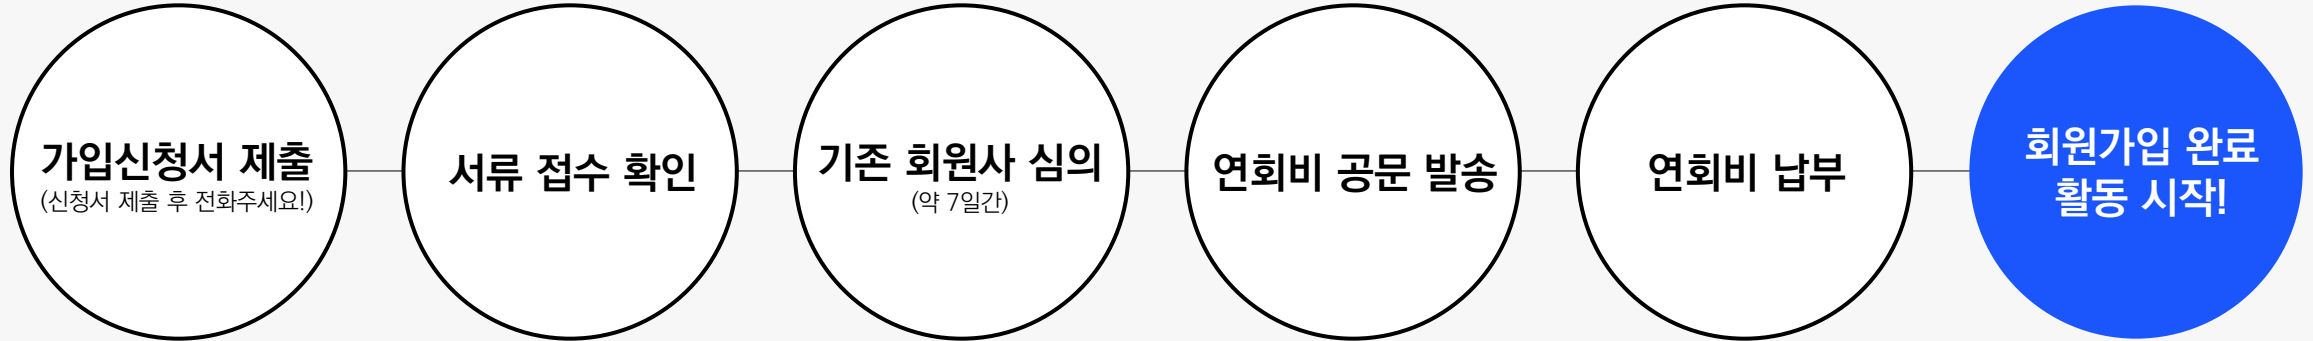 가입신청서 제출
(신청서 제출 후 전화주세요!)
서류 접수 확인
기존 회원사 심의
(약 7일간)
연회비 공문 발송
연회비 납부
회원가입 완료
활동 시작!